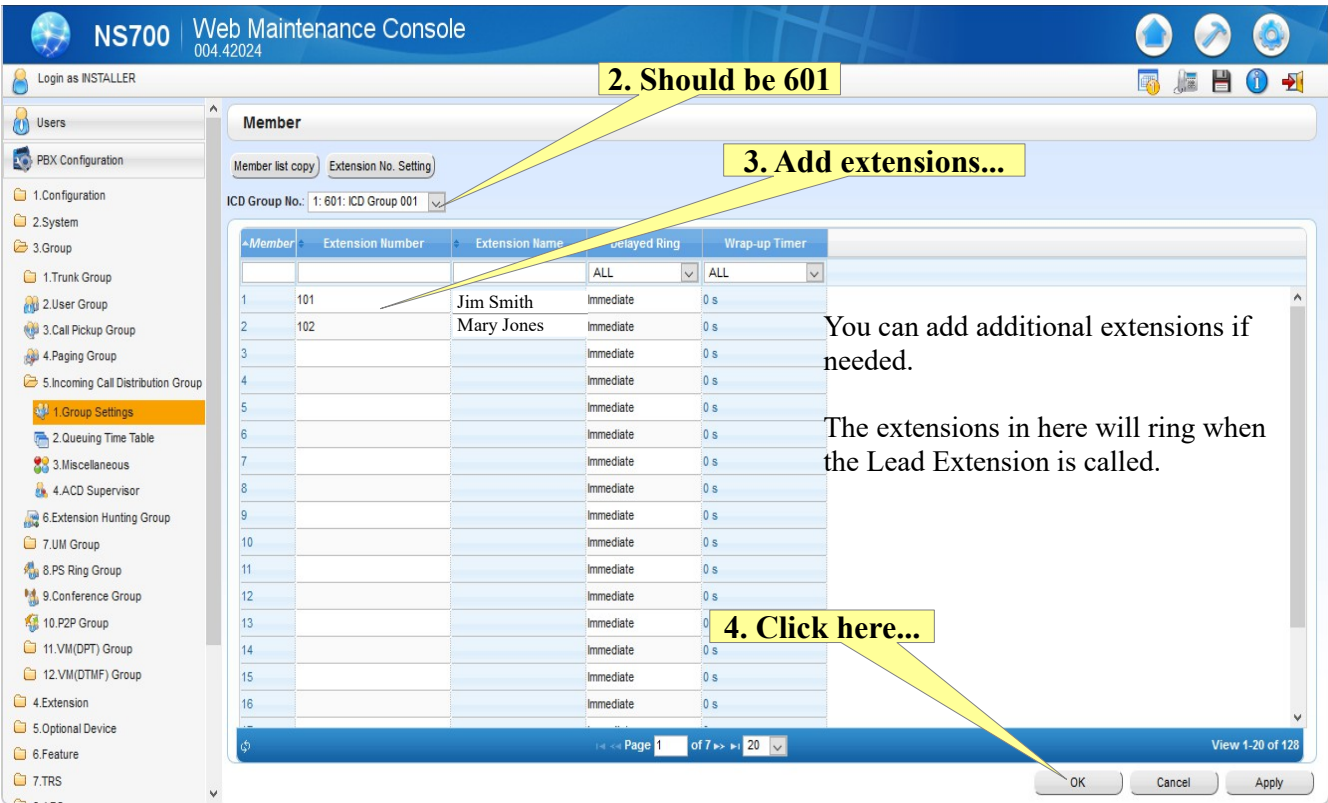 NS700 Web Maintenance Console
004.42024
Login as INSTALLER
2. Should be 601
Users
PBX Configuration
1.Configuration
2.System
3.Group
1.Trunk Group
2.User Group
3.Call Pickup Group
4.Paging Group
5.Incoming Call Distribution Group
1.Group Settings
2.Queuing Time Table
3.Miscellaneous
4.ACD Supervisor
6.Extension Hunting Group
7.UM Group
8.PS Ring Group
9.Conference Group
10.P2P Group
11.VM(DPT) Group
12.VM(DTMF) Group
4.Extension
5.Optional Device
6.Feature
7.TRS
Member
Member list copy Extension No. Setting
3. Add extensions...
ICD Group No.: 1: 601: ICD Group 001
Member Extension Number Extension Name Delayed Ring Wrap-up Timer
ALL ALL
1 101 Jim Smith Immediate 0 s
2 102 Mary Jones Immediate 0 s
3 Immediate 0 s
4 Immediate 0 s
5 Immediate 0 s
6 Immediate 0 s
7 Immediate 0 s
8 Immediate 0 s
9 Immediate 0 s
10 Immediate 0 s
11 Immediate 0 s
12 Immediate 0 s
13 Immediate 0
14 Immediate 0 s
15 Immediate 0 s
16 Immediate 0 s
You can add additional extensions if
needed.
The extensions in here will ring when
the Lead Extension is called.
4. Click here...
Page 1 of 7 20 View 1-20 of 128
OK Cancel Apply